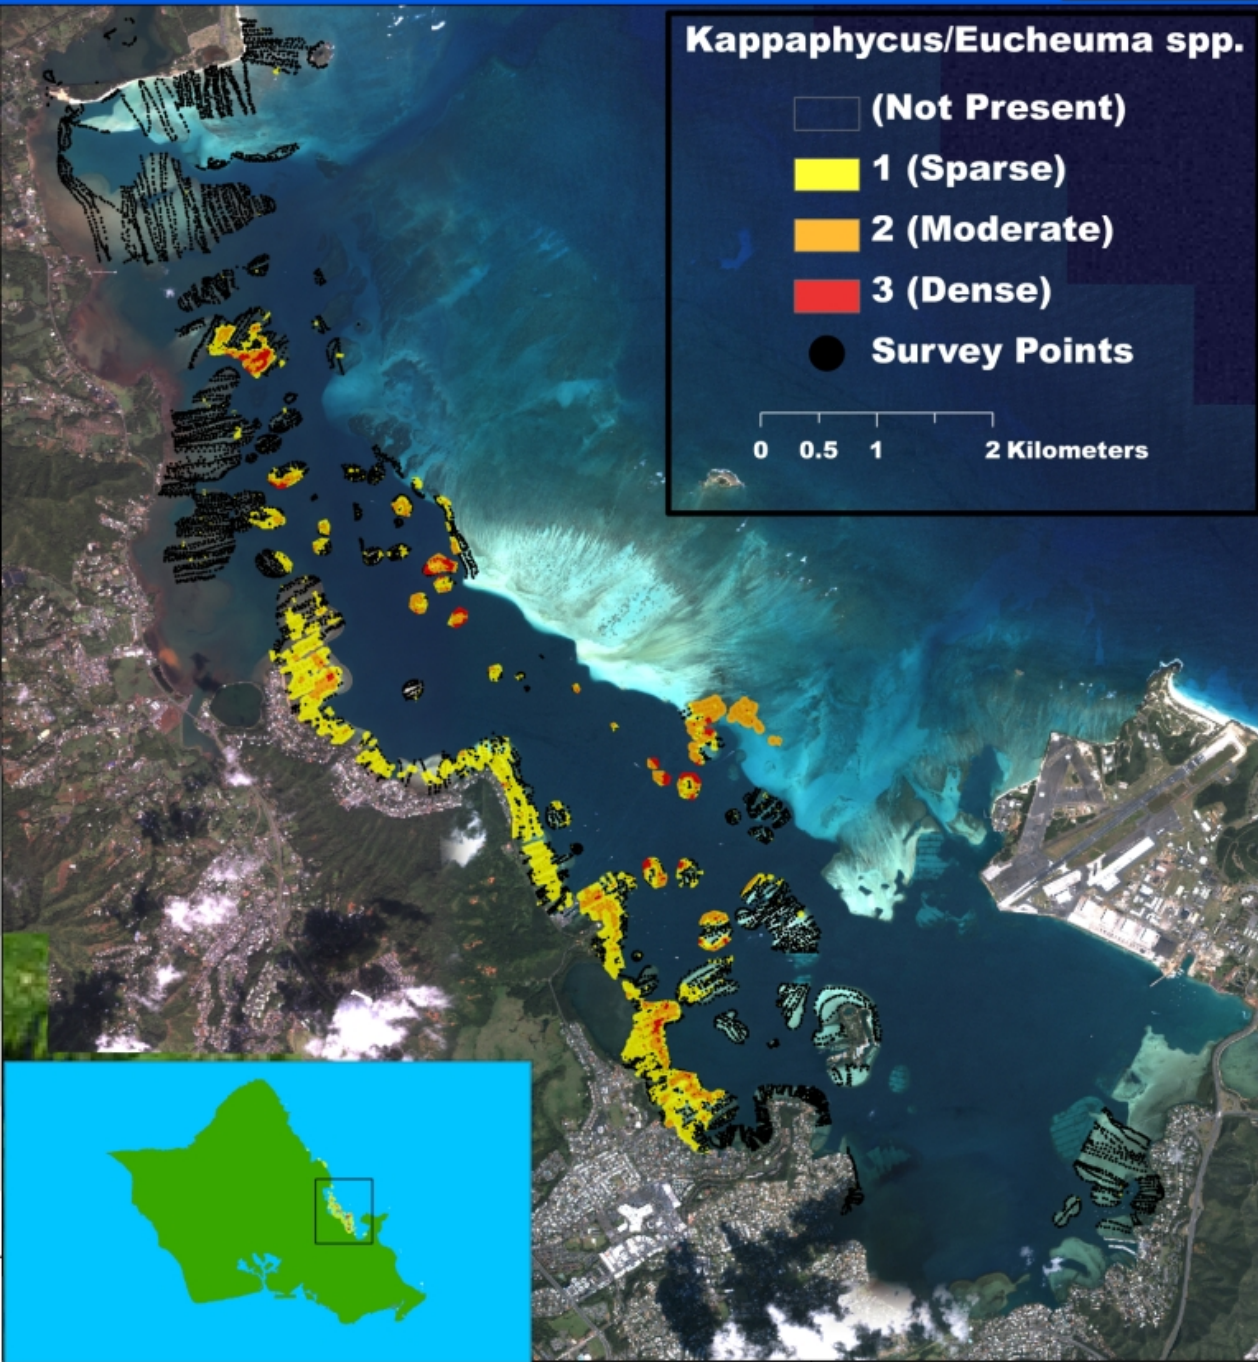 Kappaphycus/Eucheuma spp.
(Not Present)
1 (Sparse)
2 (Moderate)
3 (Dense)
Survey Points
0 0.5 1 2 Kilometers